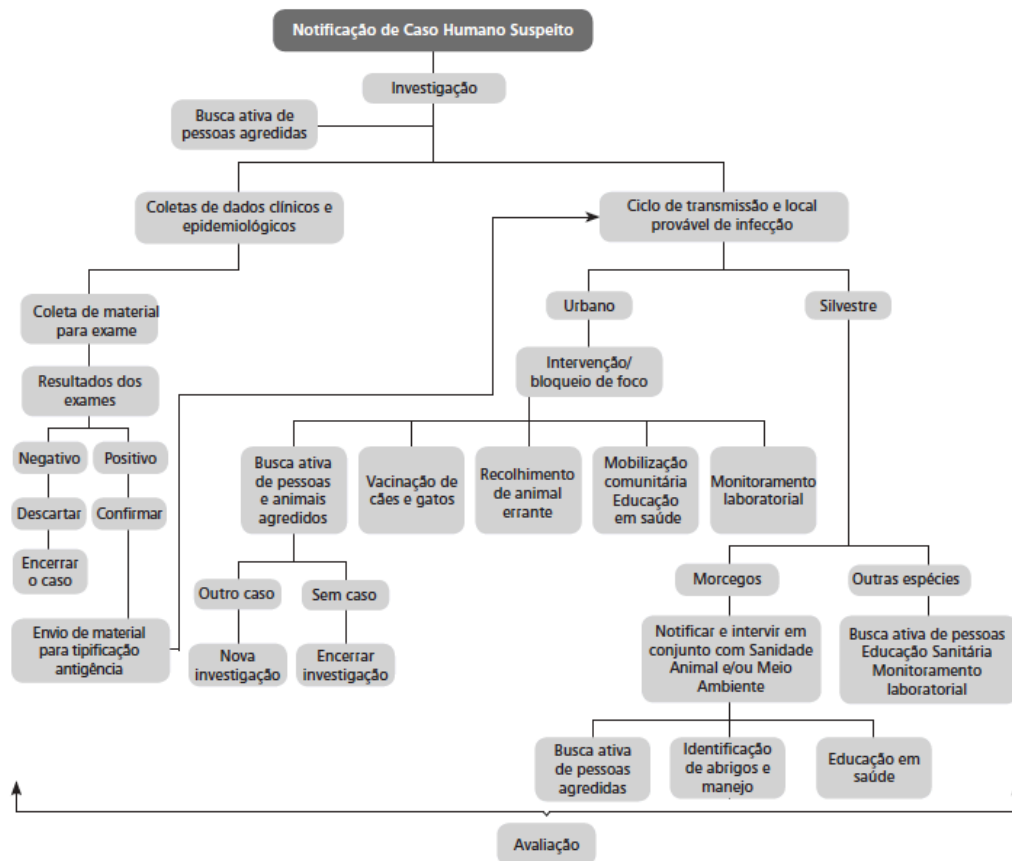 Notificação de Caso Humano Suspeito
Investigação
Busca ativa de
pessoas agredidas
Coletas de dados clínicos e
epidemiológicos
Ciclo de transmissão e local
provável de infecção
Coleta de material
para exame
Urbano
Silvestre
Resultados dos
exames
Intervenção/
bloqueio de foco
Negativo
Positivo
Busca ativa
de pessoas
e animais
agredidos
Vacinação de
cães e gatos
Recolhimento
de animal
errante
Mobilização
comunitária
Educação
em saúde
Monitoramento
laboratorial
Descartar
Confirmar
Encerrar
o caso
Outro caso
Sem caso
Morcegos
Outras espécies
Envio de material
para tipificação
antigência
Nova
investigação
Encerrar
investigação
Notificar e intervir em
conjunto com Sanidade
Animal e/ou Meio
Ambiente
Busca ativa de pessoas
Educação Sanitária
Monitoramento
laboratorial
Busca ativa
de pessoas
agredidas
Identificação
de abrigos e
manejo
Educação em
saúde
Avaliação